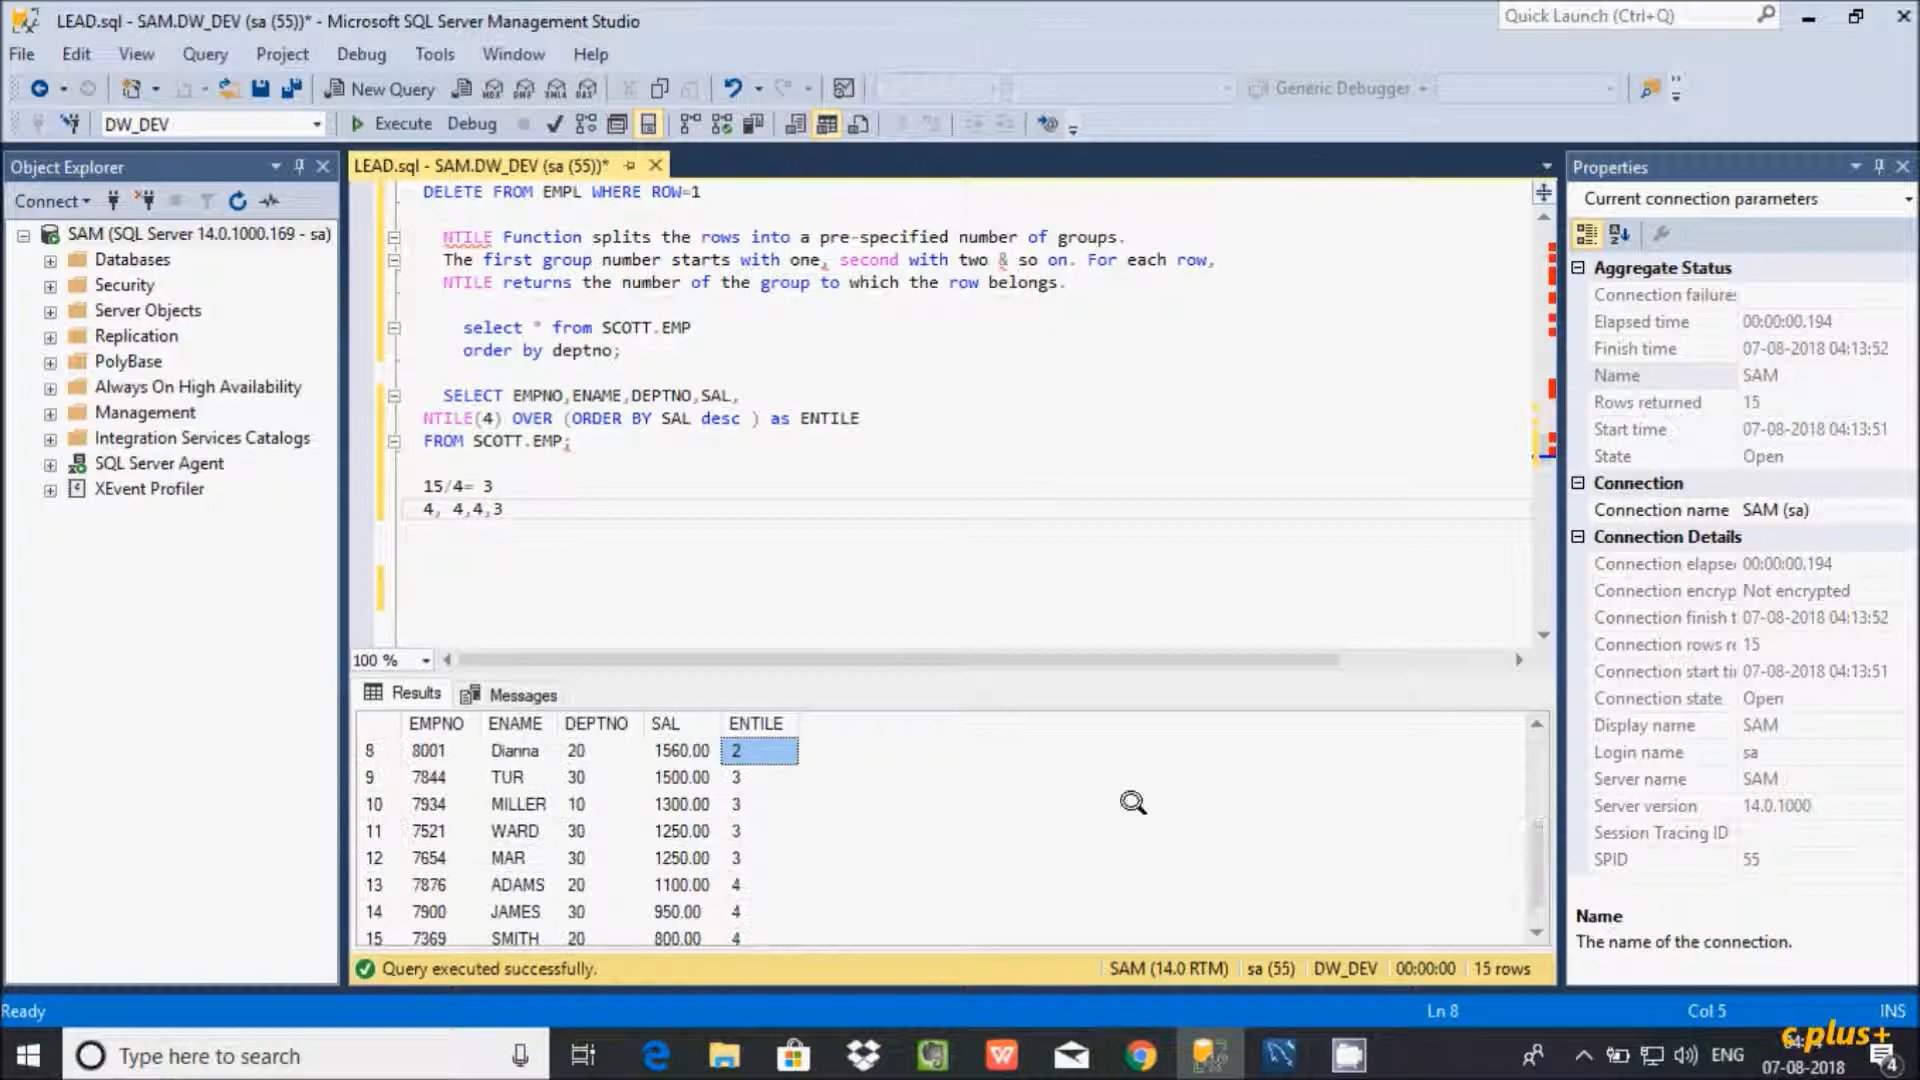 LEAD.sql - SAM.DW_DEV (sa (55))* - Microsoft SQL Server Management Studio
Quick Launch (Ctrl+Q)
File Edit View Query Project Debug Tools Window Help
New Query
Generic Debugger
DW_DEV
Execute Debug
Object Explorer
Connect
SAM (SQL Server 14.0.1000.169 - sa)
Databases
Security
Server Objects
Replication
PolyBase
Always On High Availability
Management
Integration Services Catalogs
SQL Server Agent
XEvent Profiler
LEAD.sql - SAM.DW_DEV (sa (55))*
DELETE FROM EMPL WHERE ROW=1
NTILE Function splits the rows into a pre-specified number of groups.
The first group number starts with one, second with two & so on. For each row,
NTILE returns the number of the group to which the row belongs.
select * from SCOTT.EMP
order by deptno;
SELECT EMPNO,ENAME,DEPTNO,SAL,
NTILE(4) OVER (ORDER BY SAL desc ) as ENTILE
FROM SCOTT.EMP;
15/4= 3
4, 4,4,3
100 %
Results Messages
EMPNO ENAME DEPTNO SAL ENTILE
8 8001 Dianna 20 1560.00 2
9 7844 TUR 30 1500.00 3
10 7934 MILLER 10 1300.00 3
11 7521 WARD 30 1250.00 3
12 7654 MAR 30 1250.00 3
13 7876 ADAMS 20 1100.00 4
14 7900 JAMES 30 950.00 4
15 7369 SMITH 20 800.00 4
Query executed successfully.
SAM (14.0 RTM) sa (55) DW_DEV 00:00:00 15 rows
Properties
Current connection parameters
Aggregate Status
Connection failures
Elapsed time 00:00:00.194
Finish time 07-08-2018 04:13:52
Name SAM
Rows returned 15
Start time 07-08-2018 04:13:51
State Open
Connection
Connection name SAM (sa)
Connection Details
Connection elapse 00:00:00.194
Connection encryp Not encrypted
Connection finish t 07-08-2018 04:13:52
Connection rows re 15
Connection start ti 07-08-2018 04:13:51
Connection state Open
Display name SAM
Login name sa
Server name SAM
Server version 14.0.1000
Session Tracing ID
SPID 55
Name
The name of the connection.
Ready
Ln 8 Col 5 INS
Type here to search
ENG
07-08-2018
4
c plus+